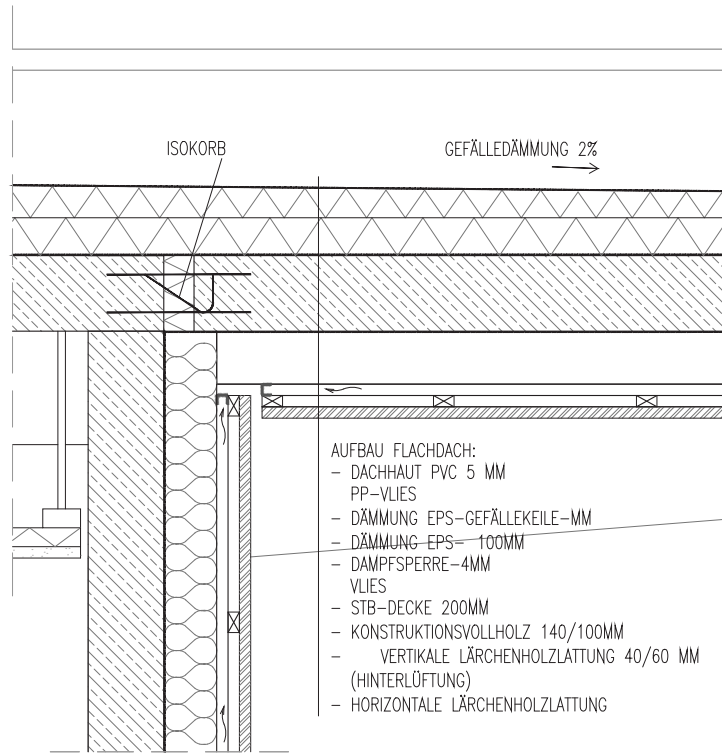 ISOKORB
GEFÄLLEDÄMMUNG 2%
AUFBAU FLACHDACH:
- DACHHAUT PVC 5 MM
PP-VLIES
- DÄMMUNG EPS-GEFÄLLEKEILE-MM
- DÄMMUNG EPS- 100MM
- DAMPFSPERRE-4MM
VLIES
- STB-DECKE 200MM
- KONSTRUKTIONSVOLLHOLZ 140/100MM
- VERTIKALE LÄRCHENHOLZLATTUNG 40/60 MM
(HINTERLÜFTUNG)
- HORIZONTALE LÄRCHENHOLZLATTUNG